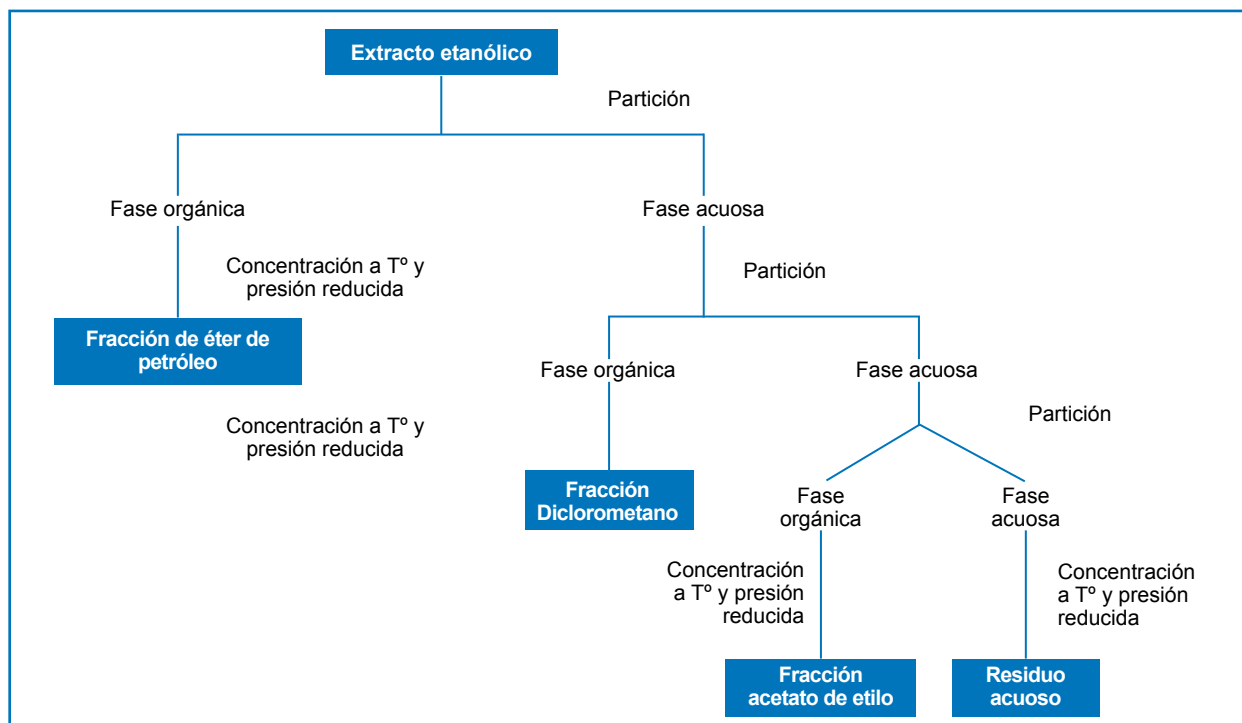 Extracto etanólico
Partición
Fase orgánica
Fase acuosa
Concentración a Tº y
presión reducida
Partición
Fracción de éter de
petróleo
Fase orgánica
Fase acuosa
Concentración a Tº y
presión reducida
Partición
Fracción
Diclorometano
Fase
orgánica
Fase
acuosa
Concentración
a Tº y presión
reducida
Concentración
a Tº y presión
reducida
Fracción
acetato de etilo
Residuo
acuoso